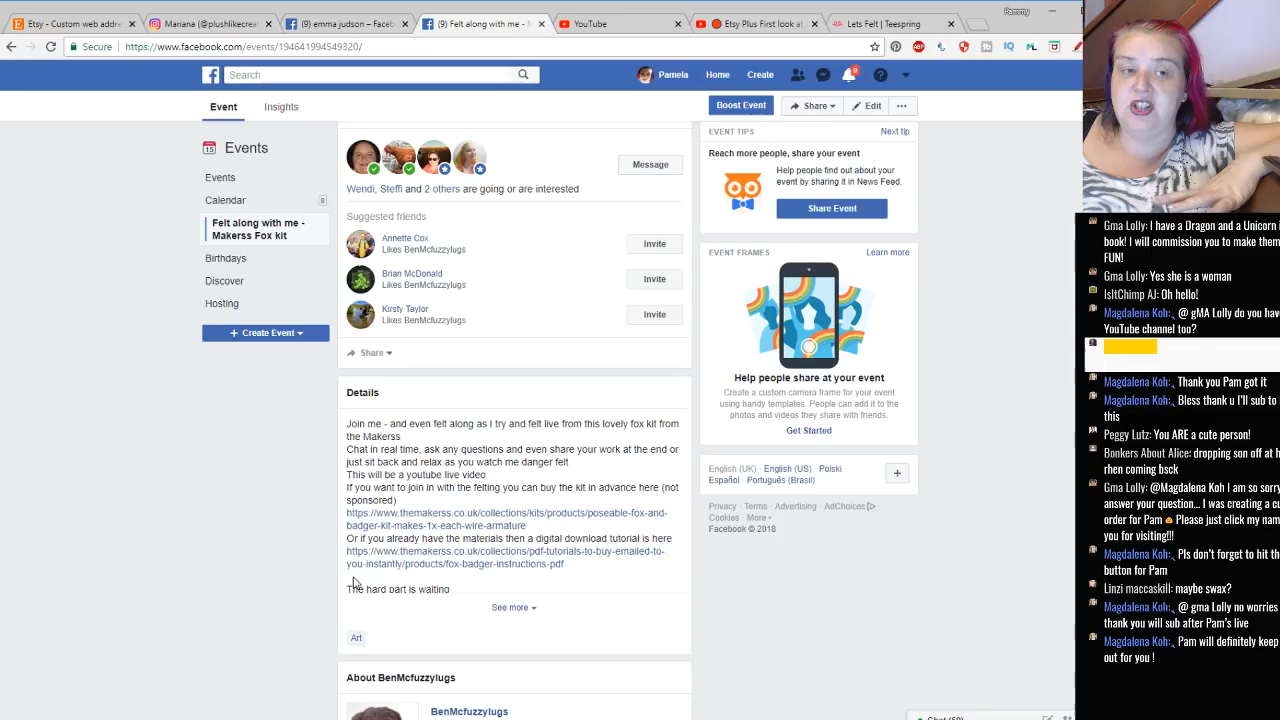 Etsy - Custom web addres
Mariana (@plushlikecreat
(9) emma judson – Faceb
(9) Felt along with me - M
YouTube
Etsy Plus First look at
Lets Felt | Teespring
Pammy
Secure
https://www.facebook.com/events/194641994549320/
Search
Pamela
Home
Create
Event
Insights
Boost Event
Share
Edit
Events
Events
Calendar
8
Felt along with me -
Makerss Fox kit
Birthdays
Discover
Hosting
+ Create Event
Message
Wendi, Steffi and 2 others are going or are interested
Suggested friends
Annette Cox
Likes BenMcfuzzylugs
Invite
Brian McDonald
Likes BenMcfuzzylugs
Invite
Kirsty Taylor
Likes BenMcfuzzylugs
Invite
Share
Details
Join me - and even felt along as I try and felt live from this lovely fox kit from
the Makerss
Chat in real time, ask any questions and even share your work at the end or
just sit back and relax as you watch me danger felt
This will be a youtube live video
If you want to join in with the felting you can buy the kit in advance here (not
sponsored)
https://www.themakerss.co.uk/collections/kits/products/poseable-fox-and-
badger-kit-makes-1x-each-wire-armature
Or if you already have the materials then a digital download tutorial is here
https://www.themakerss.co.uk/collections/pdf-tutorials-to-buy-emailed-to-
you-instantly/products/fox-badger-instructions-pdf
The hard part is waiting
See more
Art
About BenMcfuzzylugs
BenMcfuzzylugs
EVENT TIPS
Next tip
Reach more people, share your event
Help people find out about your
event by sharing it in News Feed.
Share Event
EVENT FRAMES
Learn more
Help people share at your event
Create a custom camera frame for your event
using handy templates. People can add it to the
photos and videos they share with friends.
Get Started
English (UK) · English (US) · Polski ·
Español · Português (Brasil)
Privacy · Terms · Advertising · AdChoices
Cookies · More
Facebook © 2018
Gma Lolly: I have a Dragon and a Unicorn i
book! I will commission you to make them
FUN!
Gma Lolly: Yes she is a woman
IsItChimp AJ: Oh hello!
Magdalena Koh: @ gMA Lolly do you have
YouTube channel too?
Magdalena Koh: Thank you Pam got it
Magdalena Koh: Bless thank u I'll sub to
this
Peggy Lutz: You ARE a cute person!
Bonkers About Alice: dropping son off at h
rhen coming bsck
Gma Lolly: @Magdalena Koh I am so sorry
answer your question... I was creating a cu
order for Pam Please just click my nam
you for visiting!!!
Magdalena Koh: Pls don't forget to hit th
button for Pam
Linzi maccaskill: maybe swax?
Magdalena Koh: @ gma Lolly no worries
thank you will sub after Pam's live
Magdalena Koh: Pam will definitely keep
out for you !